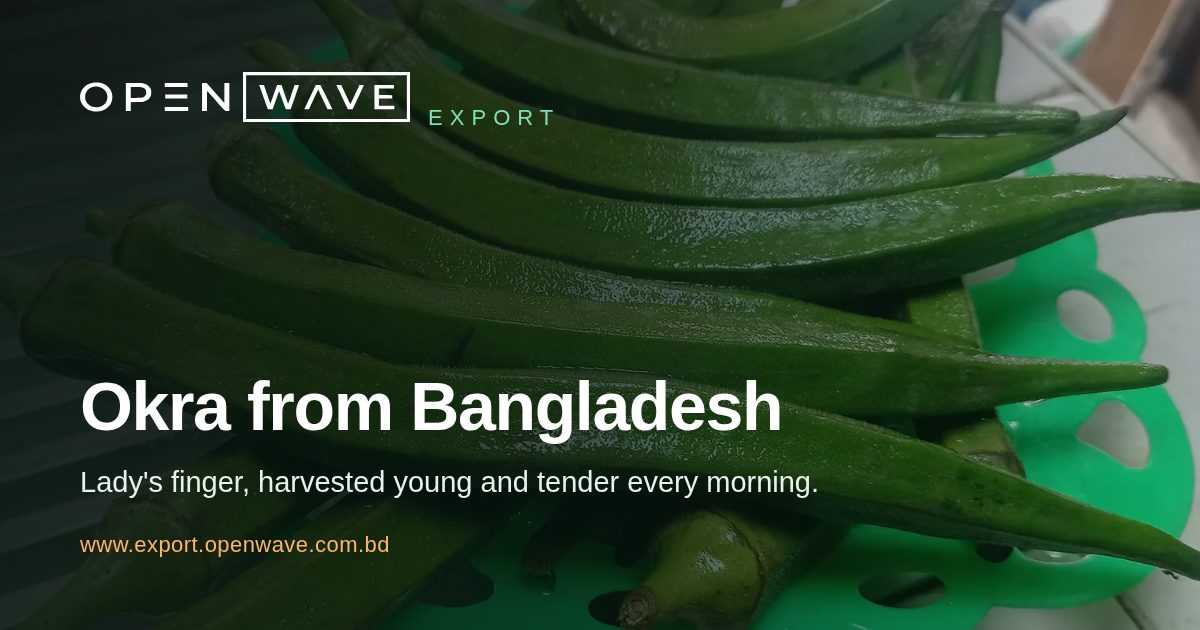 OPEN WAVE EXPORT
Okra from Bangladesh
Lady's finger, harvested young and tender every morning.
www.export.openwave.com.bd